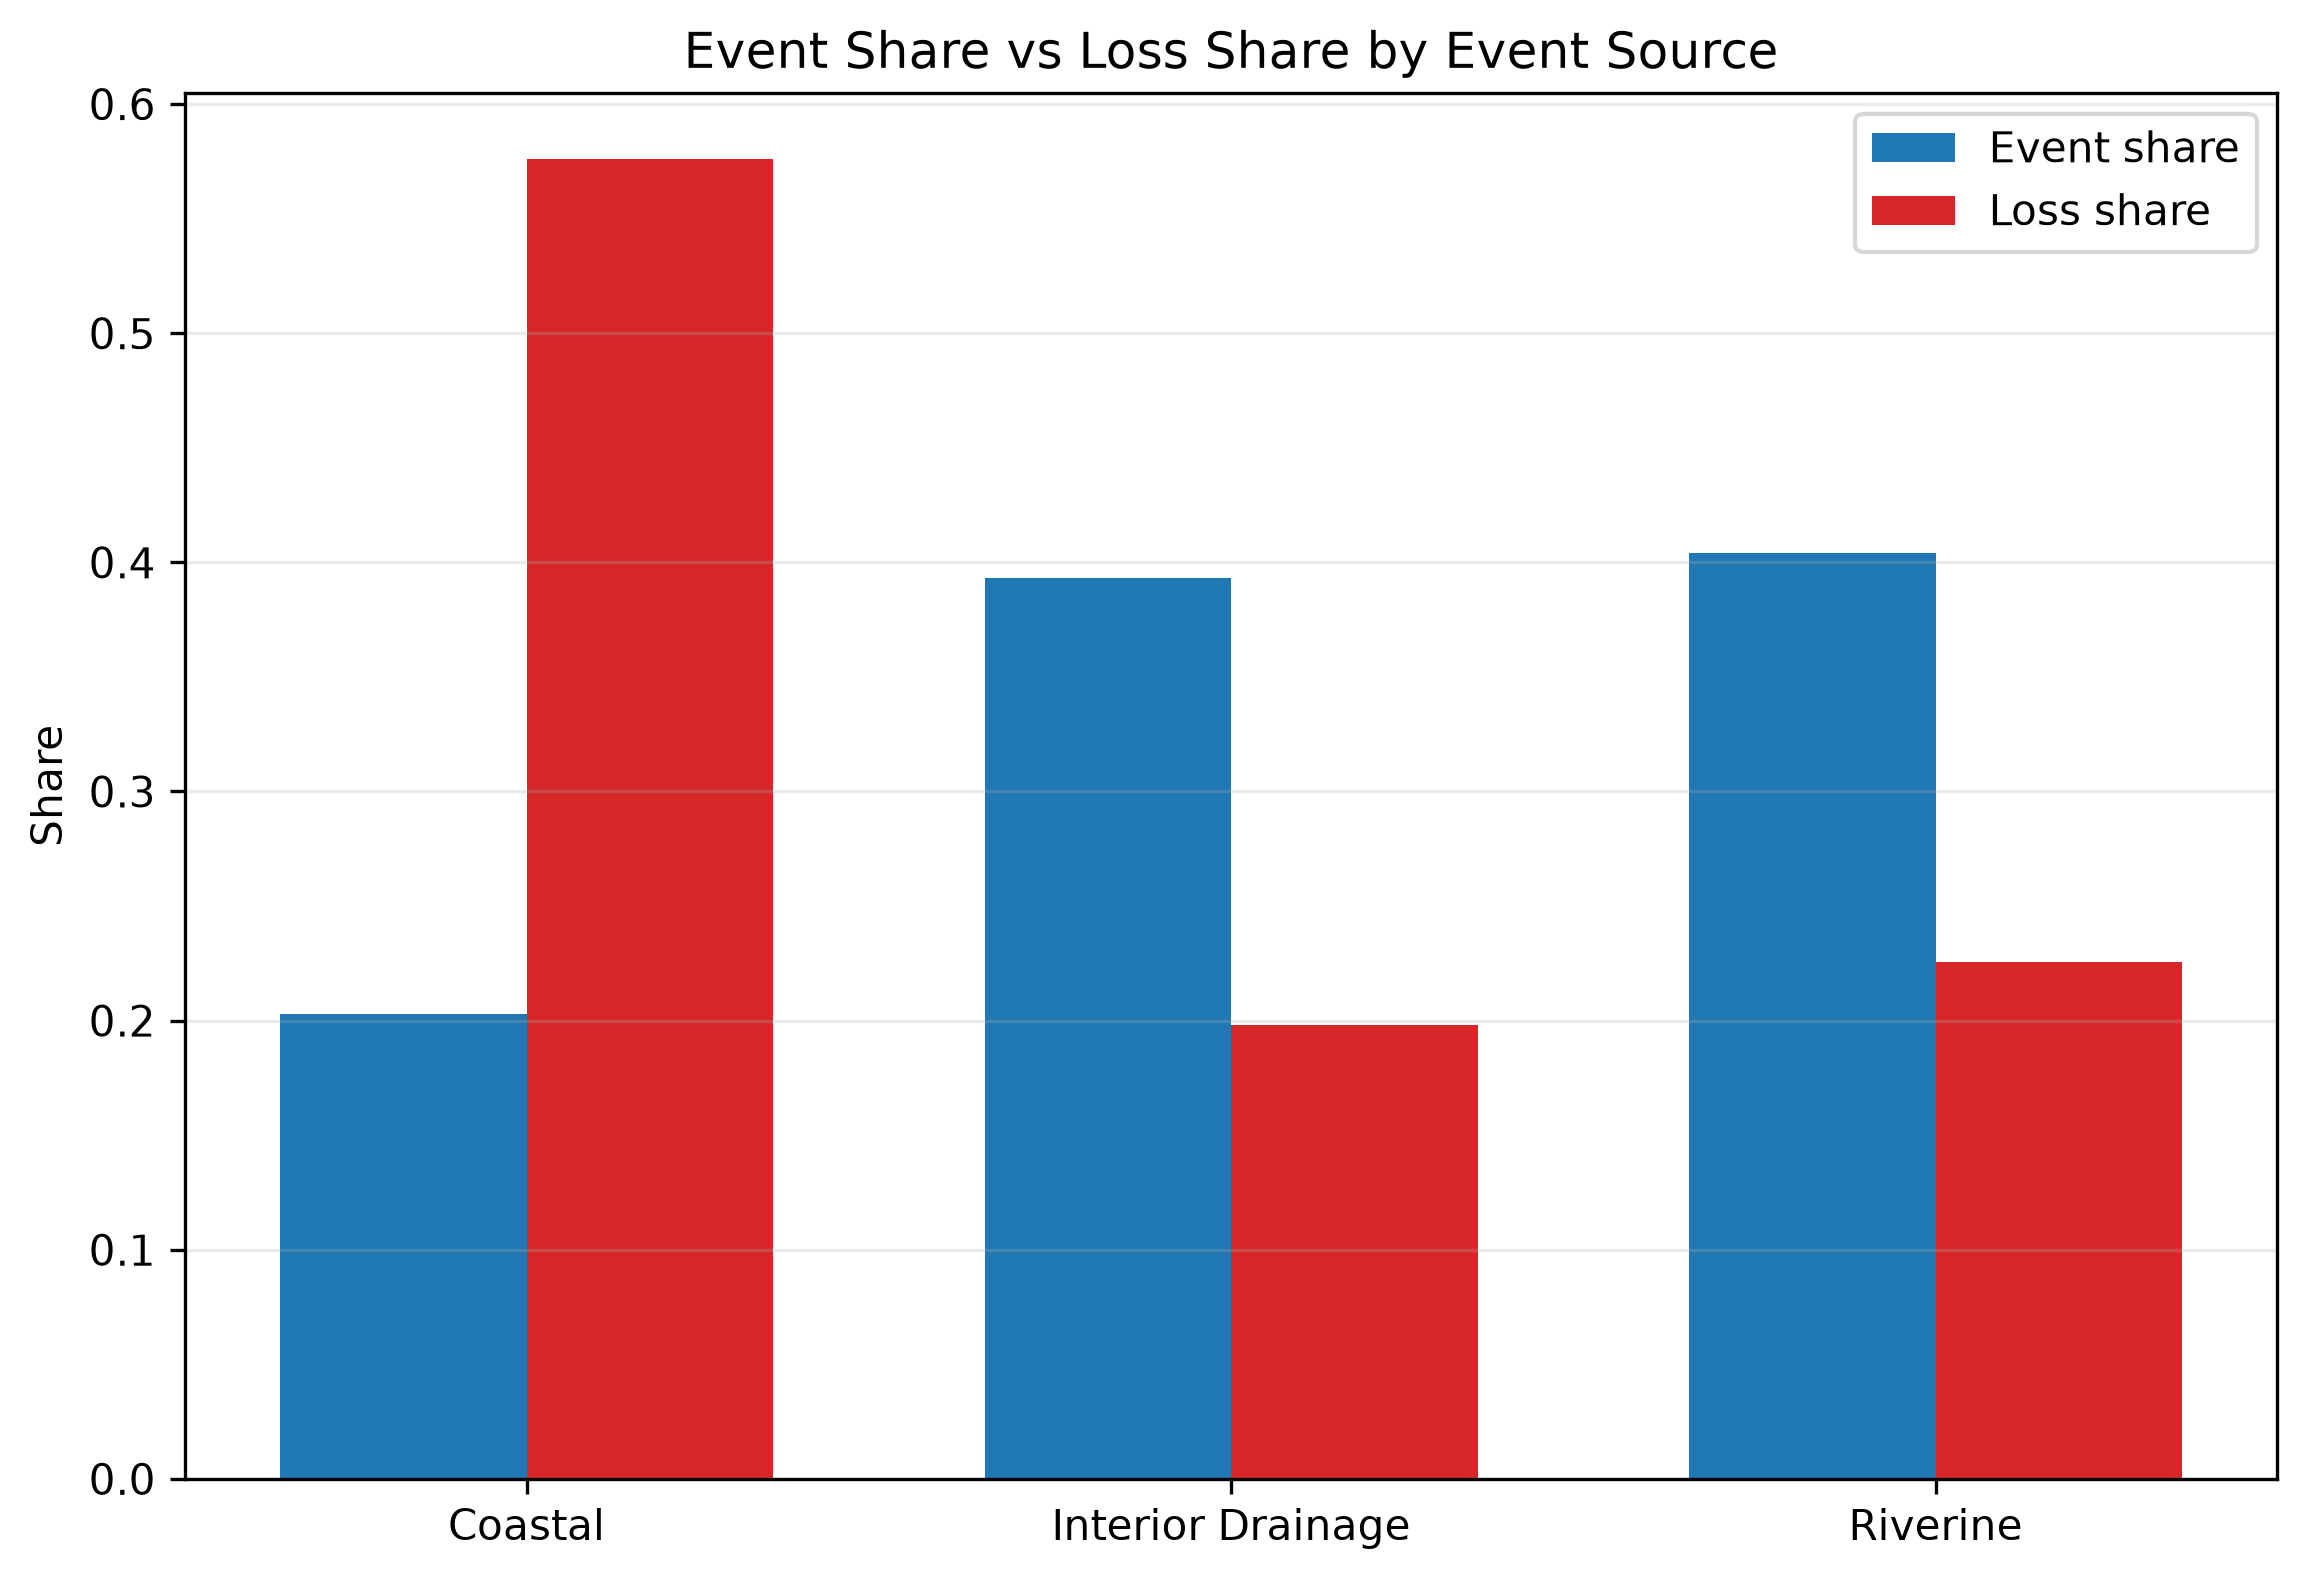 Event Share vs Loss Share by Event Source
0.6
0.5
0.4
0.3
0.2
0.1
0.0
Share
Event share
Loss share
Coastal
Interior Drainage
Riverine